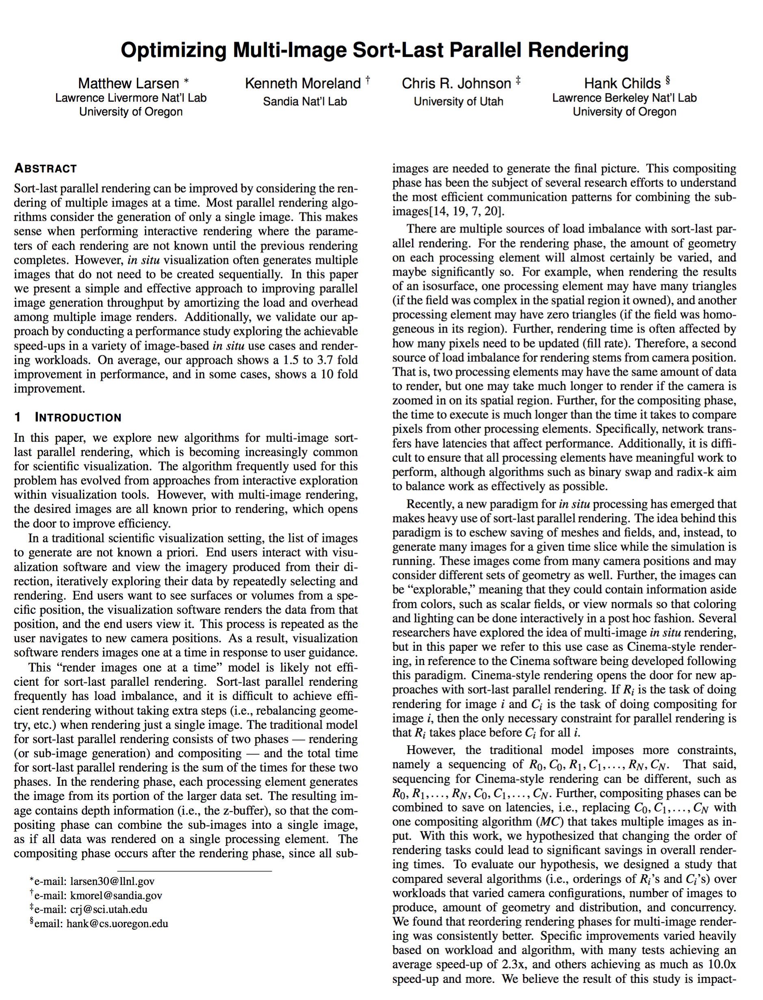 Optimizing Multi-Image Sort-Last Parallel Rendering
Matthew Larsen *
Lawrence Livermore Nat'l Lab
University of Oregon
Kenneth Moreland †
Sandia Nat'l Lab
Chris R. Johnson ‡
University of Utah
Hank Childs §
Lawrence Berkeley Nat'l Lab
University of Oregon
ABSTRACT
Sort-last parallel rendering can be improved by considering the ren-
dering of multiple images at a time. Most parallel rendering algo-
rithms consider the generation of only a single image. This makes
sense when performing interactive rendering where the parame-
ters of each rendering are not known until the previous rendering
completes. However, in situ visualization often generates multiple
images that do not need to be created sequentially. In this paper
we present a simple and effective approach to improving parallel
image generation throughput by amortizing the load and overhead
among multiple image renders. Additionally, we validate our ap-
proach by conducting a performance study exploring the achievable
speed-ups in a variety of image-based in situ use cases and render-
ing workloads. On average, our approach shows a 1.5 to 3.7 fold
improvement in performance, and in some cases, shows a 10 fold
improvement.
1 INTRODUCTION
In this paper, we explore new algorithms for multi-image sort-
last parallel rendering, which is becoming increasingly common
for scientific visualization. The algorithm frequently used for this
problem has evolved from approaches from interactive exploration
within visualization tools. However, with multi-image rendering,
the desired images are all known prior to rendering, which opens
the door to improve efficiency.
In a traditional scientific visualization setting, the list of images
to generate are not known a priori. End users interact with visu-
alization software and view the imagery produced from their di-
rection, iteratively exploring their data by repeatedly selecting and
rendering. End users want to see surfaces or volumes from a spe-
cific position, the visualization software renders the data from that
position, and the end users view it. This process is repeated as the
user navigates to new camera positions. As a result, visualization
software renders images one at a time in response to user guidance.
This “render images one at a time” model is likely not effi-
cient for sort-last parallel rendering. Sort-last parallel rendering
frequently has load imbalance, and it is difficult to achieve effi-
cient rendering without taking extra steps (i.e., rebalancing geome-
try, etc.) when rendering just a single image. The traditional model
for sort-last parallel rendering consists of two phases — rendering
(or sub-image generation) and compositing — and the total time
for sort-last parallel rendering is the sum of the times for these two
phases. In the rendering phase, each processing element generates
the image from its portion of the larger data set. The resulting im-
age contains depth information (i.e., the z-buffer), so that the com-
positing phase can combine the sub-images into a single image,
as if all data was rendered on a single processing element. The
compositing phase occurs after the rendering phase, since all sub-
*e-mail: larsen30@llnl.gov
†e-mail: kmorel@sandia.gov
‡e-mail: crj@sci.utah.edu
§email: hank@cs.uoregon.edu
images are needed to generate the final picture. This compositing
phase has been the subject of several research efforts to understand
the most efficient communication patterns for combining the sub-
images[14, 19, 7, 20].
There are multiple sources of load imbalance with sort-last par-
allel rendering. For the rendering phase, the amount of geometry
on each processing element will almost certainly be varied, and
maybe significantly so. For example, when rendering the results
of an isosurface, one processing element may have many triangles
(if the field was complex in the spatial region it owned), and another
processing element may have zero triangles (if the field was homo-
geneous in its region). Further, rendering time is often affected by
how many pixels need to be updated (fill rate). Therefore, a second
source of load imbalance for rendering stems from camera position.
That is, two processing elements may have the same amount of data
to render, but one may take much longer to render if the camera is
zoomed in on its spatial region. Further, for the compositing phase,
the time to execute is much longer than the time it takes to compare
pixels from other processing elements. Specifically, network trans-
fers have latencies that affect performance. Additionally, it is diffi-
cult to ensure that all processing elements have meaningful work to
perform, although algorithms such as binary swap and radix-k aim
to balance work as effectively as possible.
Recently, a new paradigm for in situ processing has emerged that
makes heavy use of sort-last parallel rendering. The idea behind this
paradigm is to eschew saving of meshes and fields, and, instead, to
generate many images for a given time slice while the simulation is
running. These images come from many camera positions and may
consider different sets of geometry as well. Further, the images can
be “explorable,” meaning that they could contain information aside
from colors, such as scalar fields, or view normals so that coloring
and lighting can be done interactively in a post hoc fashion. Several
researchers have explored the idea of multi-image in situ rendering,
but in this paper we refer to this use case as Cinema-style render-
ing, in reference to the Cinema software being developed following
this paradigm. Cinema-style rendering opens the door for new ap-
proaches with sort-last parallel rendering. If Ri is the task of doing
rendering for image i and Ci is the task of doing compositing for
image i, then the only necessary constraint for parallel rendering is
that Ri takes place before Ci for all i.
However, the traditional model imposes more constraints,
namely a sequencing of R0, C0, R1, C1,..., RN, CN. That said,
sequencing for Cinema-style rendering can be different, such as
R0, R1,..., RN, C0, C1,..., CN. Further, compositing phases can be
combined to save on latencies, i.e., replacing C0, C1,..., CN with
one compositing algorithm (MC) that takes multiple images as in-
put. With this work, we hypothesized that changing the order of
rendering tasks could lead to significant savings in overall render-
ing times. To evaluate our hypothesis, we designed a study that
compared several algorithms (i.e., orderings of Ri's and Ci's) over
workloads that varied camera configurations, number of images to
produce, amount of geometry and distribution, and concurrency.
We found that reordering rendering phases for multi-image render-
ing was consistently better. Specific improvements varied heavily
based on workload and algorithm, with many tests achieving an
average speed-up of 2.3x, and others achieving as much as 10.0x
speed-up and more. We believe the result of this study is impact-